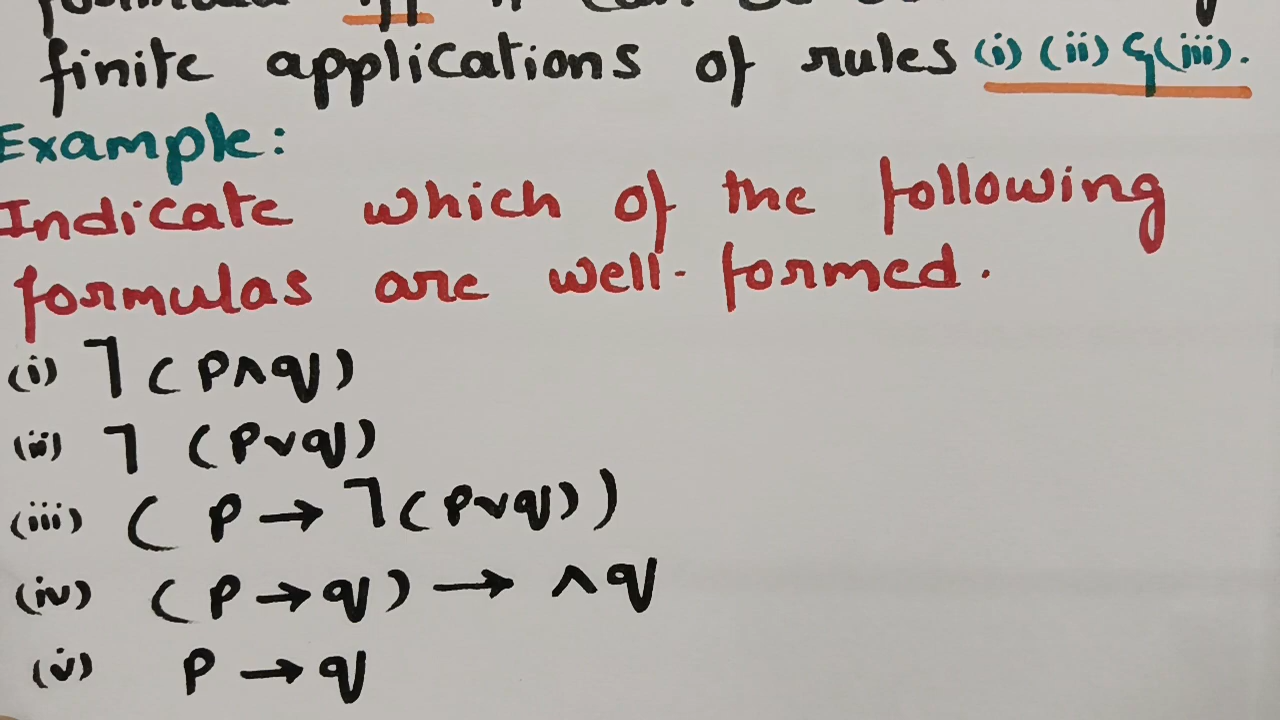 finite applications of rules (i) (ii) & (iii).
Example:
Indicate which of the following
formulas are well-formed.
(i) ⅂ (P∧q)
(ii) ⅂ (P∨q)
(iii) ( P → ⅂(P∨q))
(iv) (P → q) → ∧q
(v) P → q